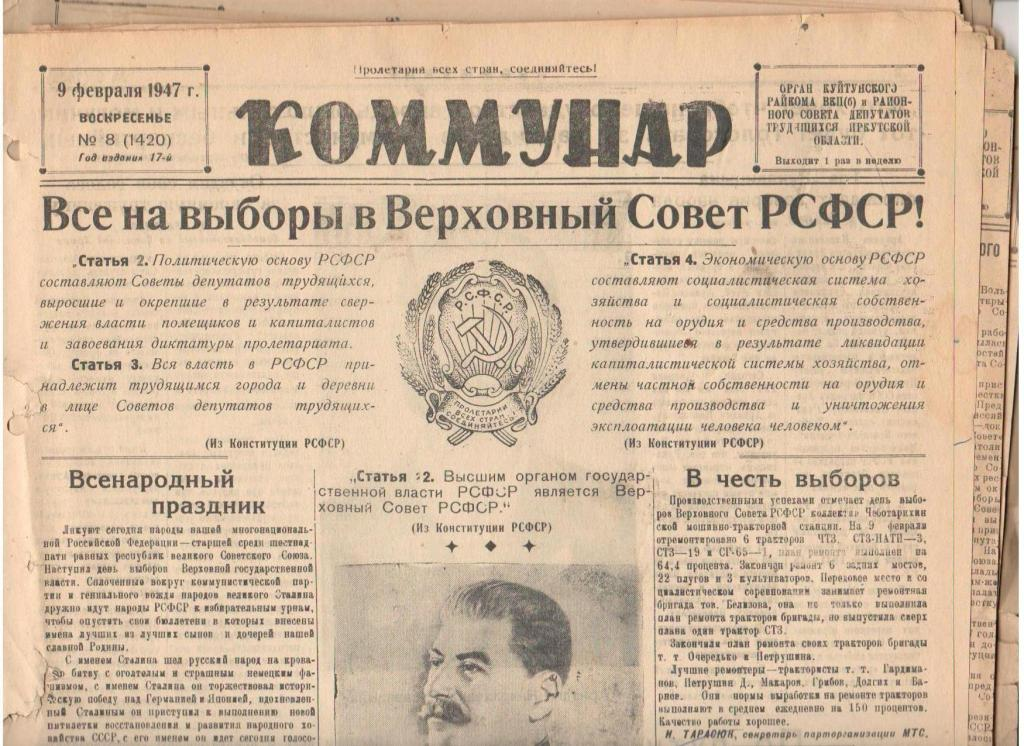 Пролетарии всех стран, соединяйтесь!
9 февраля 1947 г.
ВОСКРЕСЕНЬЕ
№ 8 (1420)
Год издания 17-й
КОММУНАР
ОРГАН КУЙТУНСКОГО
РАЙКОМА ВКП(б) и РАЙОН-
НОГО СОВЕТА ДЕПУТАТОВ
ТРУДЯЩИХСЯ ИРКУТСКОЙ
ОБЛАСТИ.
Выходит 1 раз в неделю
Все на выборы в Верховный Совет РСФСР!
„Статья 2. Политическую основу РСФСР
составляют Советы депутатов трудящихся,
выросшие и окрепшие в результате свер-
жения власти помещиков и капиталистов
и завоевания диктатуры пролетариата.
Статья 3. Вся власть в РСФСР при-
надлежит трудящимся города и деревни
в лице Советов депутатов трудящих-
ся“.
(Из Конституции РСФСР)
Р.С.Ф.С.Р.
ПРОЛЕТАРИИ
ВСЕХ СТРАН
СОЕДИНЯЙТЕСЬ!
„Статья 4. Экономическую основу РСФСР
составляют социалистическая система хо-
зяйства и социалистическая собствен-
ность на орудия и средства производства,
утвердившиеся в результате ликвидации
капиталистической системы хозяйства, от-
мены частной собственности на орудия и
средства производства и уничтожения
эксплоатации человека человеком“.
(Из Конституции РСФСР)
Всенародный
праздник
Ликуют сегодня народы нашей многонациональ-
ной Российской Федерации—старшей среди шестнад-
цати равных республик великого Советского Союза.
Наступил день выборов Верховной государственной
власти. Сплоченные вокруг коммунистической пар-
тии и гениального вождя народов великого Сталина
дружно идут народы РСФСР к избирательным урнам,
чтобы опустить свои бюллетени в которых внесены
имена лучших из лучших сынов и дочерей нашей
славной Родины.
С именем Сталина шел русский народ на крова-
битву с оголтелым и страшным немецким фа-
шизмом, с именем Сталина он торжествовал истори-
ческую победу над Германией и Японией, вдохновен-
ный Сталиным он приступил к выполнению новой
пятилетки восстановления и развития народного хо-
зяйства СССР, с его именем он идет сегодня голосо-
„Статья 22. Высшим органом государ-
ственной власти РСФСР является Вер-
ховный Совет РСФСР.“
(Из Конституции РСФСР)
В честь выборов
Производственными успехами отмечает день выбо-
ров Верховного Совета РСФСР коллектив Чеботарихин
ской машинно-тракторной станции. На 9 февраля
отремонтировано 6 тракторов ЧТЗ, СТЗ-НАТИ—3,
СТЗ—19 и СГ-65—1, план ремонта выполнен на
64,4 процента. Закончен ремонт 6 задних мостов,
22 плугов и 3 культиваторов. Передовое место в со
циалистическом соревновании занимает ремонтная
бригада тов. Белизова, она не только выполнила
план ремонта тракторов бригады, но выпустила сверх
плана один трактор СТЗ.
Закончили план ремонта своих тракторов бригады
т. т. Очередько и Петрушина.
Лучшие ремонтеры—трактористы т. т. Гардима-
нов, Петрушин Д., Макаров, Грибов, Долгих и Ба-
рнев. Они нормы выработки на ремонте тракторов
выполняют в среднем ежедневно на 150 процентов.
Качество работы хорошее.
И. ТАРАСЮК, секретарь парторганизации МТС.